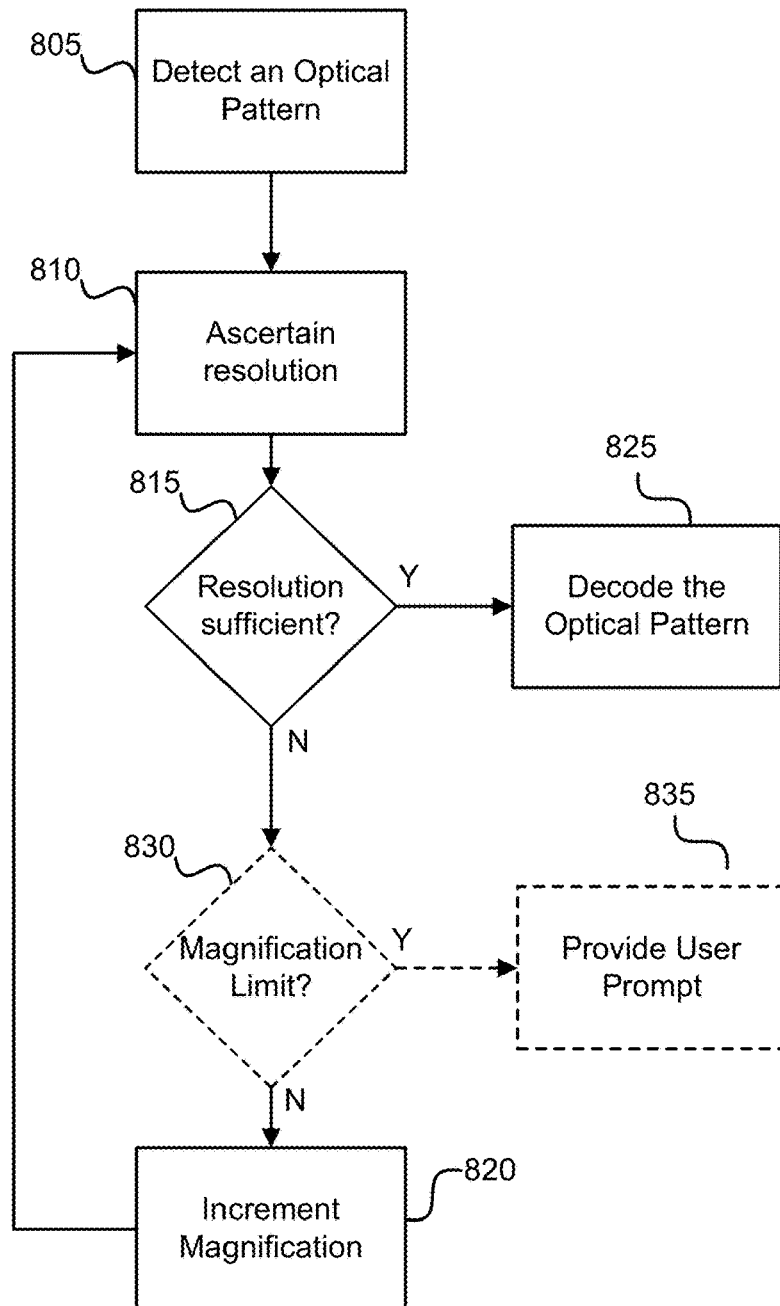 805
Detect an Optical
Pattern
810
Ascertain
resolution
815
825
Resolution
sufficient?
Y
Decode the
Optical Pattern
N
830
835
Magnification
Limit?
Y
Provide User
Prompt
N
820
Increment
Magnification